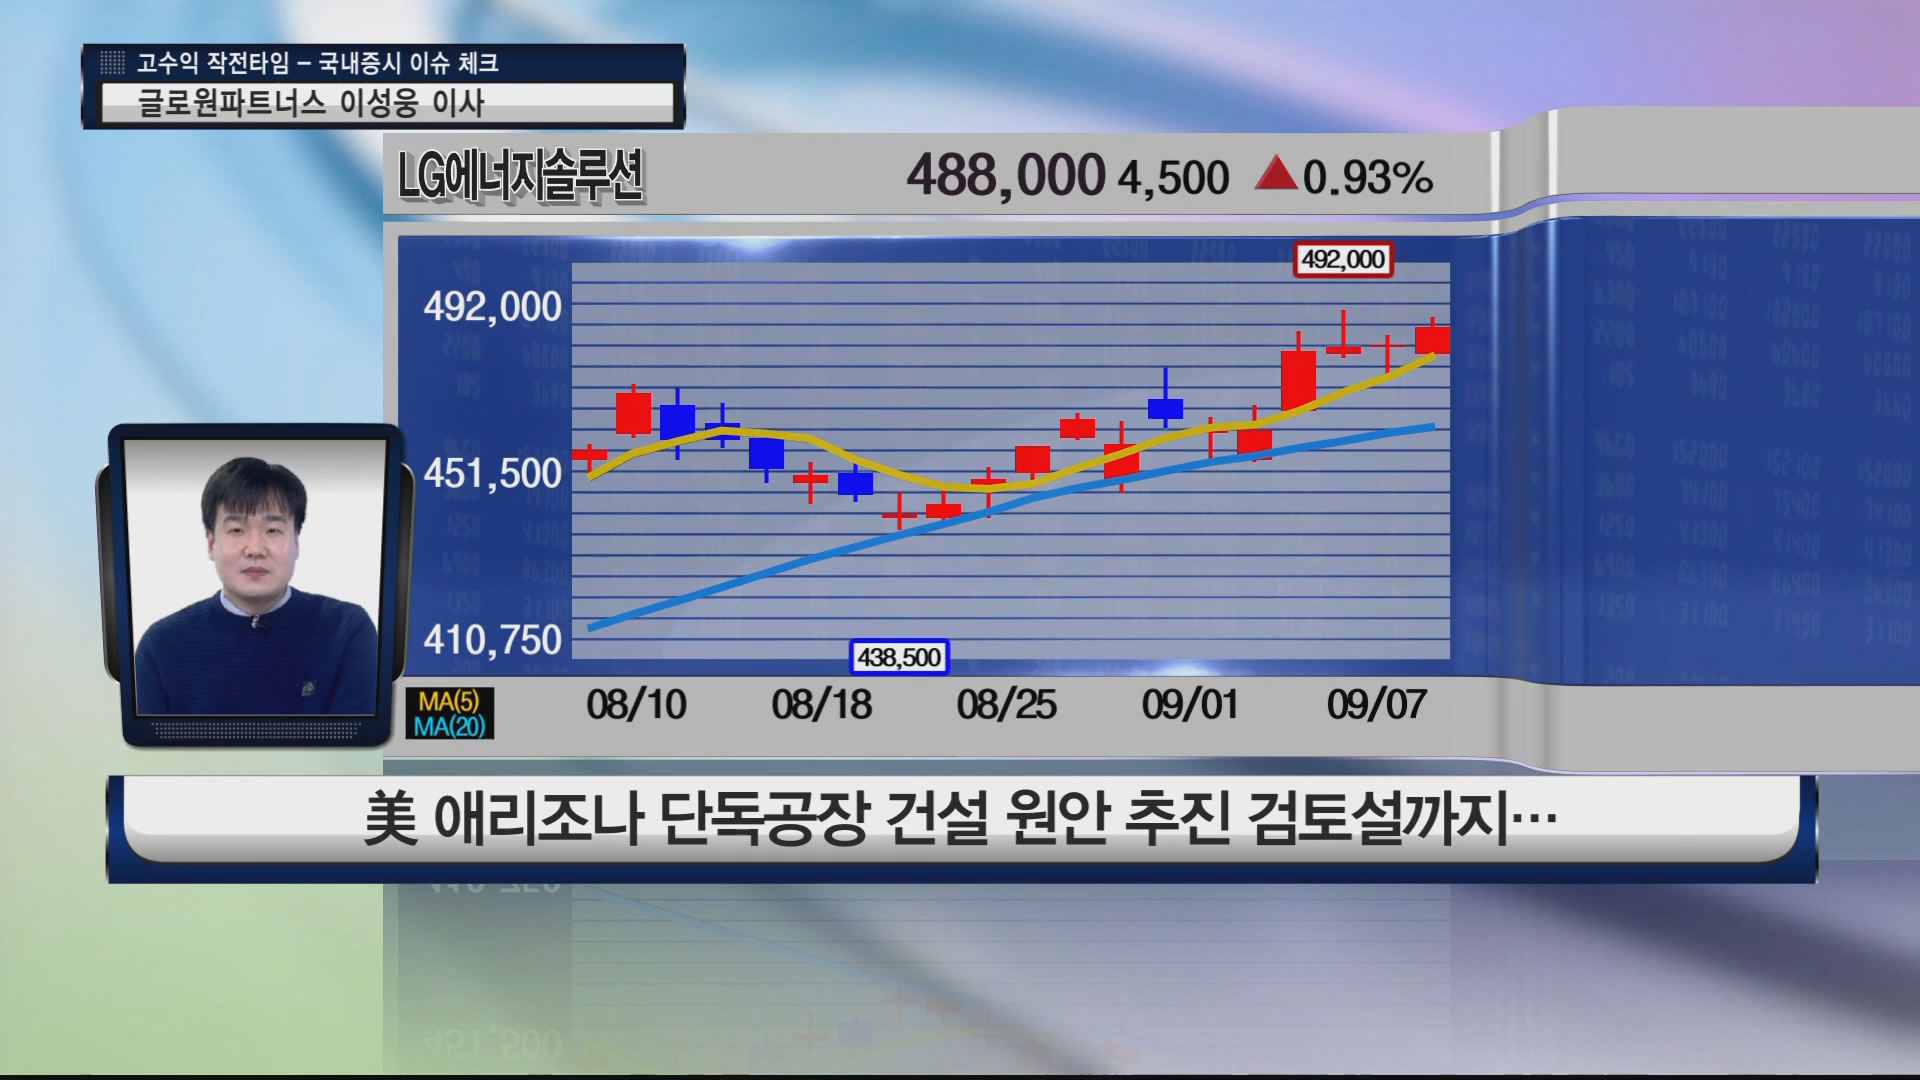 고수익 작전타임 – 국내증시 이슈 체크
글로원파트너스 이성웅 이사
LG에너지솔루션 488,000 4,500 ▲0.93%
492,000
492,000
451,500
410,750
438,500
MA(5)
MA(20)
08/10 08/18 08/25 09/01 09/07
美 애리조나 단독공장 건설 원안 추진 검토설까지…